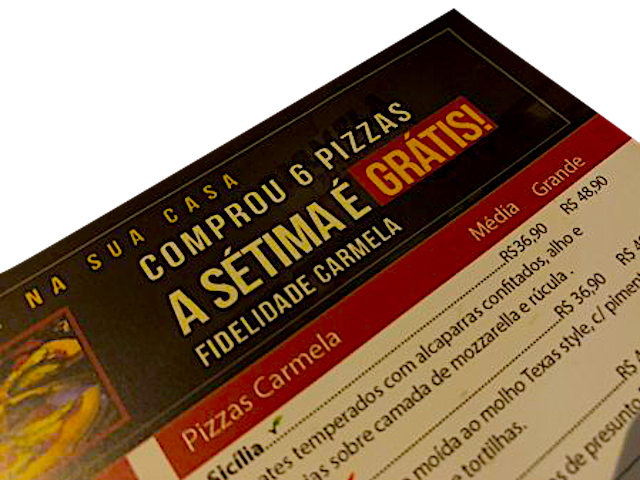 NA SUA CASA
COMPROU 6 PIZZAS
A SÉTIMA É GRÁTIS!
FIDELIDADE CARMELA
Pizzas Carmela Média Grande
Sicília R$36,90 R$ 48,90
ates temperados com alcaparras confitados, alho e
as sobre camada de mozzarella e rúcula.
R$ 36,90 R$
moída ao molho Texas style, c/
e tortilhas.
R$
s de presunto